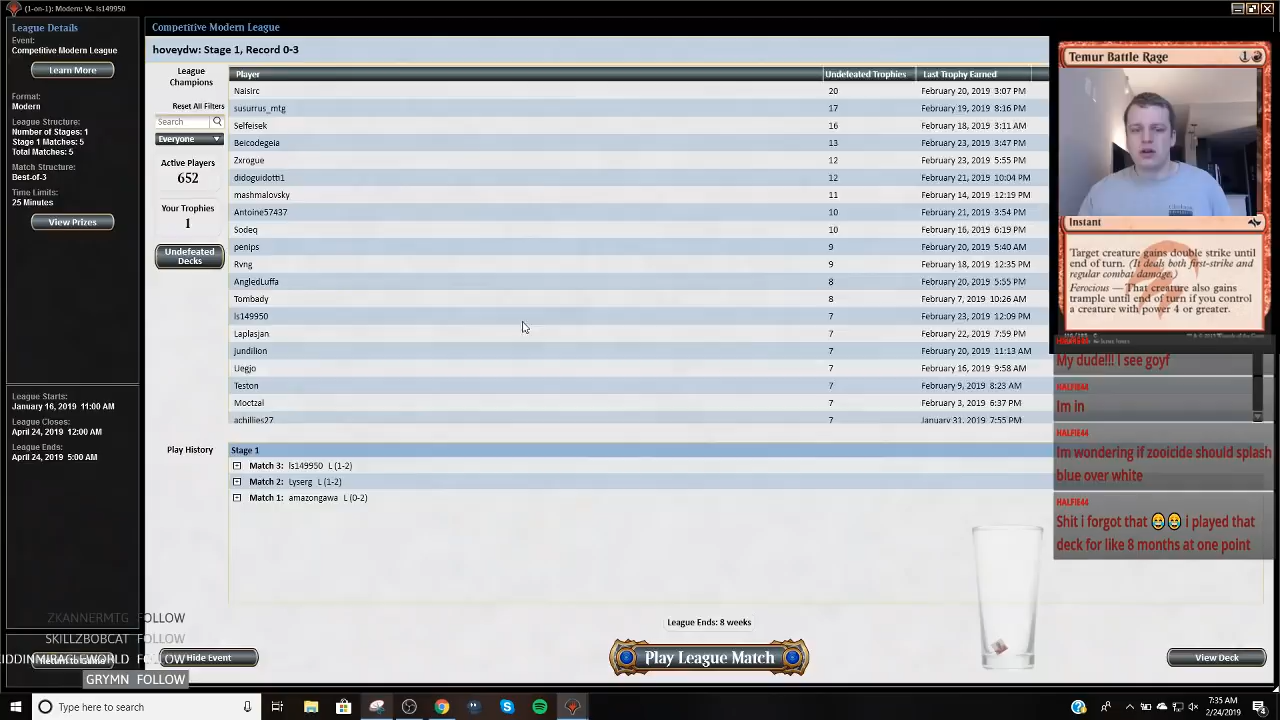 (1-on-1): Modern: Vs. ls149950
League Details
Event:
Competitive Modern League
Learn More
Format:
Modern
League Structure:
Number of Stages: 1
Stage 1 Matches: 5
Total Matches: 5
Match Structure:
Best-of-3
Time Limits:
25 Minutes
View Prizes
League Starts:
January 16, 2019 11:00 AM
League Closes:
April 24, 2019 12:00 AM
League Ends:
April 24, 2019 5:00 AM
Competitive Modern League
hoveydw: Stage 1, Record 0-3
League Champions
Reset All Filters
Search
Everyone
Active Players
652
Your Trophies
1
Undefeated Decks
Player Undefeated Trophies Last Trophy Earned
Naisirc 20 February 20, 2019 3:07 PM
susurrus_mtg 17 February 19, 2019 8:16 PM
Selfeisek 16 February 18, 2019 3:11 AM
Beicodegeia 13 February 23, 2019 3:47 PM
Zxrogue 12 February 23, 2019 5:55 PM
didoguidotti1 12 February 21, 2019 10:04 PM
mashmalovsky 11 February 14, 2019 12:19 PM
Antoine57437 10 February 21, 2019 3:54 PM
Sodeq 10 February 16, 2019 6:19 PM
penips 9 February 20, 2019 5:40 AM
Rvng 9 February 18, 2019 12:35 PM
AngledLuffa 8 February 20, 2019 5:55 PM
Tombady 8 February 7, 2019 10:26 AM
ls149950 7 February 23, 2019 12:09 PM
Laplasjan 7 February 22, 2019 7:59 PM
Jundilion 7 February 20, 2019 11:13 AM
Uegjo 7 February 16, 2019 9:58 AM
Teston 7 February 9, 2019 8:23 AM
Moctzal 7 February 3, 2019 6:37 PM
achillies27 7 January 31, 2019 7:55 PM
Play History
Stage 1
Match 3: ls149950 L (1-2)
Match 2: Lyserg L (1-2)
Match 1: amazongawa L (0-2)
League Ends: 8 weeks
Play League Match
Hide Event
View Deck
Temur Battle Rage 1
Instant
Target creature gains double strike until
end of turn. (It deals both first-strike and
regular combat damage.)
Ferocious — That creature also gains
trample until end of turn if you control
a creature with power 4 or greater.
My dude!!! I see goyf
HALFIE44
Im in
HALFIE44
Im wondering if zooicide should splash
blue over white
HALFIE44
Shit i forgot that 😂😂 i played that
deck for like 8 months at one point
ZKANNERMTG FOLLOW
SKILLZBOBCAT FOLLOW
KIDDINMIRACLEWORLD FOLLOW
GRYMN FOLLOW
Type here to search
7:35 AM
2/24/2019
4